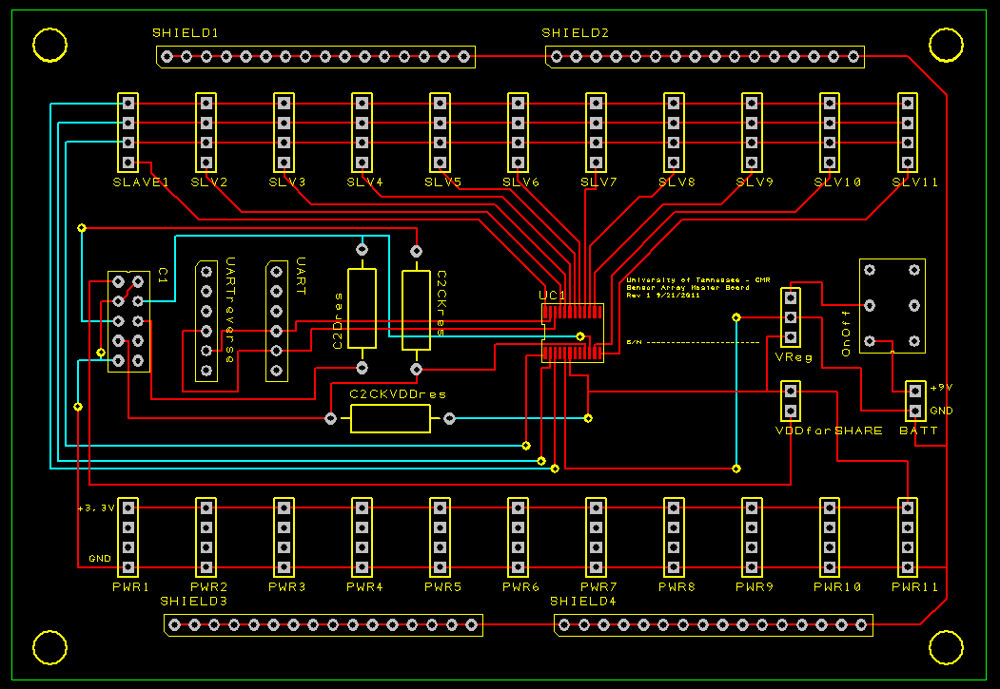 SHIELD1
SHIELD2
SLAVE1 SLV2 SLV3 SLV4 SLV5 SLV6 SLV7 SLV8 SLV9 SLV10 SLV11
C1
UARTreverse
UART
C2Dres
C2CKres
UC1
University of Tennessee - CMR
Sensor Array Master Board
Rev 1 9/21/2011
S/N --------------------
VReg
OnOff
C2CKVDDres
+9V
GND
VDDforSHARE
BATT
+3.3V
GND
PWR1 PWR2 PWR3 PWR4 PWR5 PWR6 PWR7 PWR8 PWR9 PWR10 PWR11
SHIELD3
SHIELD4